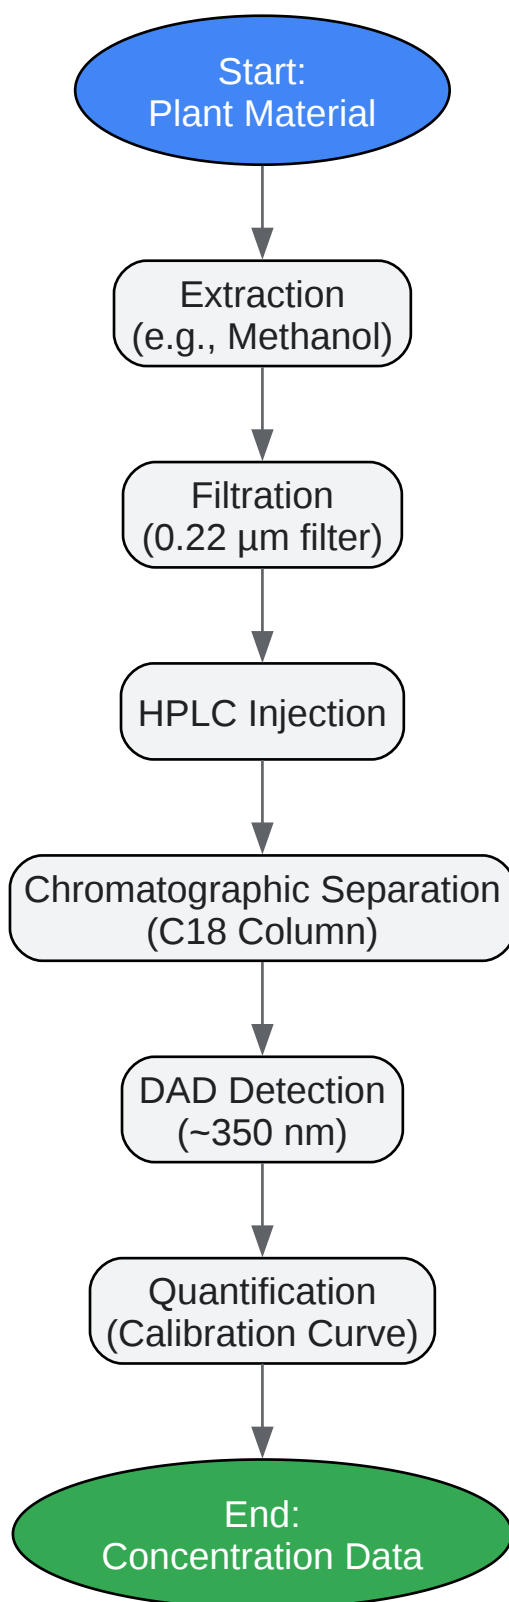 Start:
Plant Material
Extraction
(e.g., Methanol)
Filtration
(0.22 µm filter)
HPLC Injection
Chromatographic Separation
(C18 Column)
DAD Detection
(~350 nm)
Quantification
(Calibration Curve)
End:
Concentration Data